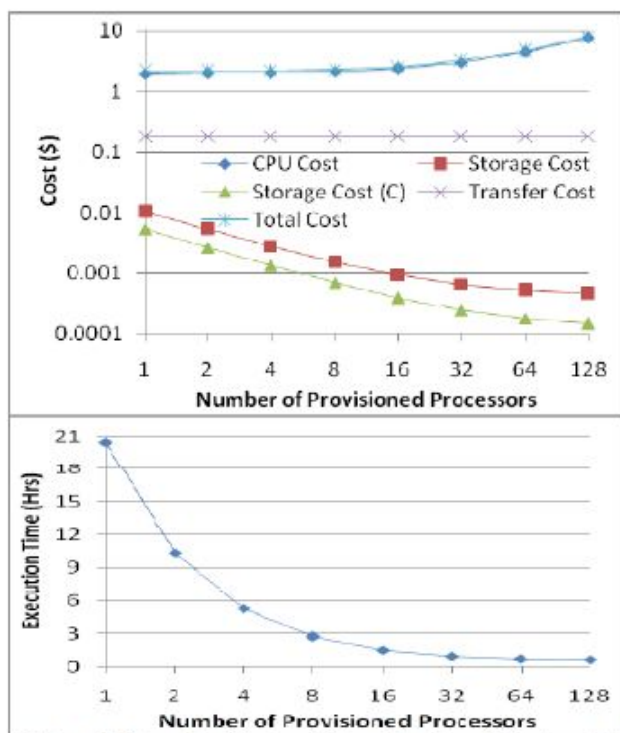 10
1
0.1
0.01
0.001
0.0001
Cost ($)
CPU Cost
Storage Cost
Storage Cost (C)
Transfer Cost
Total Cost
1 2 4 8 16 32 64 128
Number of Provisioned Processors
21
18
15
12
9
6
3
0
Execution Time (Hrs)
1 2 4 8 16 32 64 128
Number of Provisioned Processors